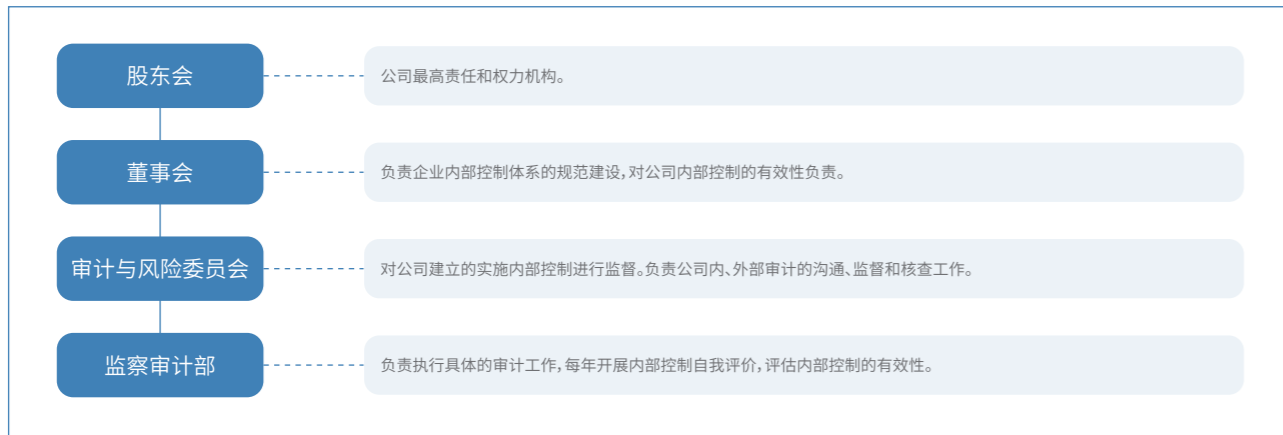 股东会
公司最高责任和权力机构。
董事会
负责企业内部控制体系的规范建设,对公司内部控制的有效性负责。
审计与风险委员会
对公司建立的实施内部控制进行监督。负责公司内、外部审计的沟通、监督和核查工作。
监察审计部
负责执行具体的审计工作,每年开展内部控制自我评价,评估内部控制的有效性。